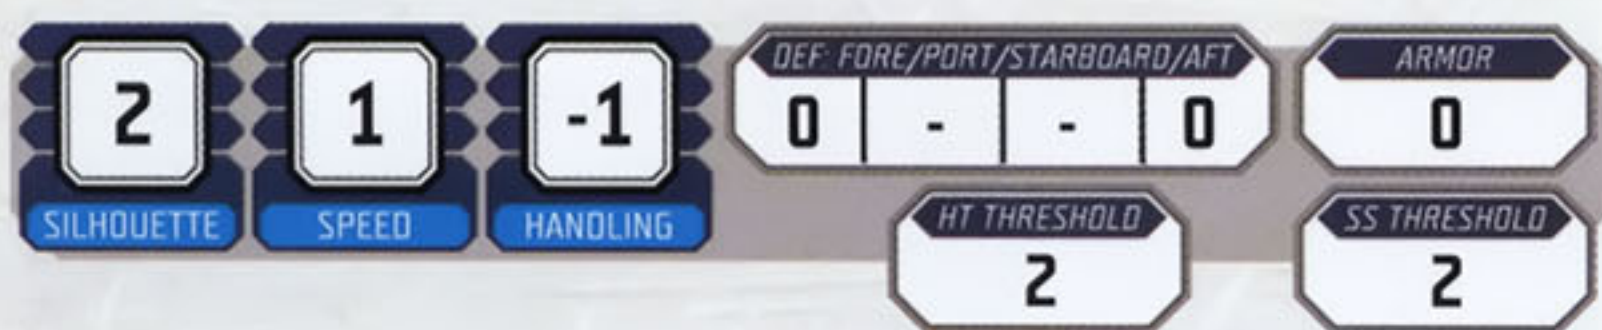 2 1 -1 DEF FORE/PORT/STARBOARD/AFT ARMOR
0 - - 0 0
SILHOUETTE SPEED HANDLING HT THRESHOLD SS THRESHOLD
2 2